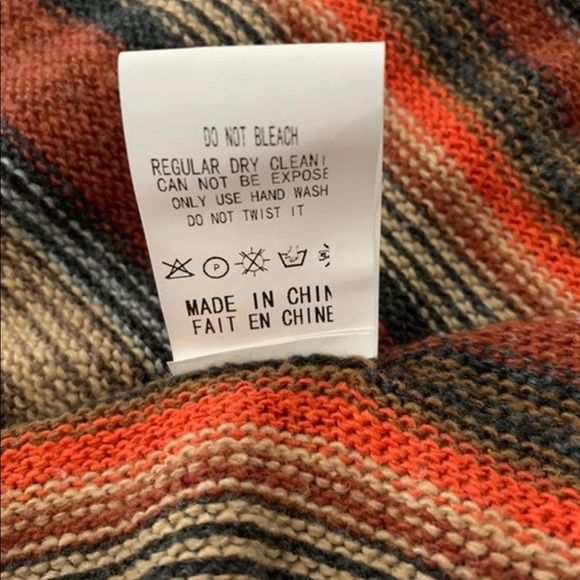 DO NOT BLEACH
REGULAR DRY CLEANI
CAN NOT BE EXPOSE
ONLY USE HAND WASH
DO NOT TWIST IT
P
MADE IN CHIN
FAIT EN CHINE